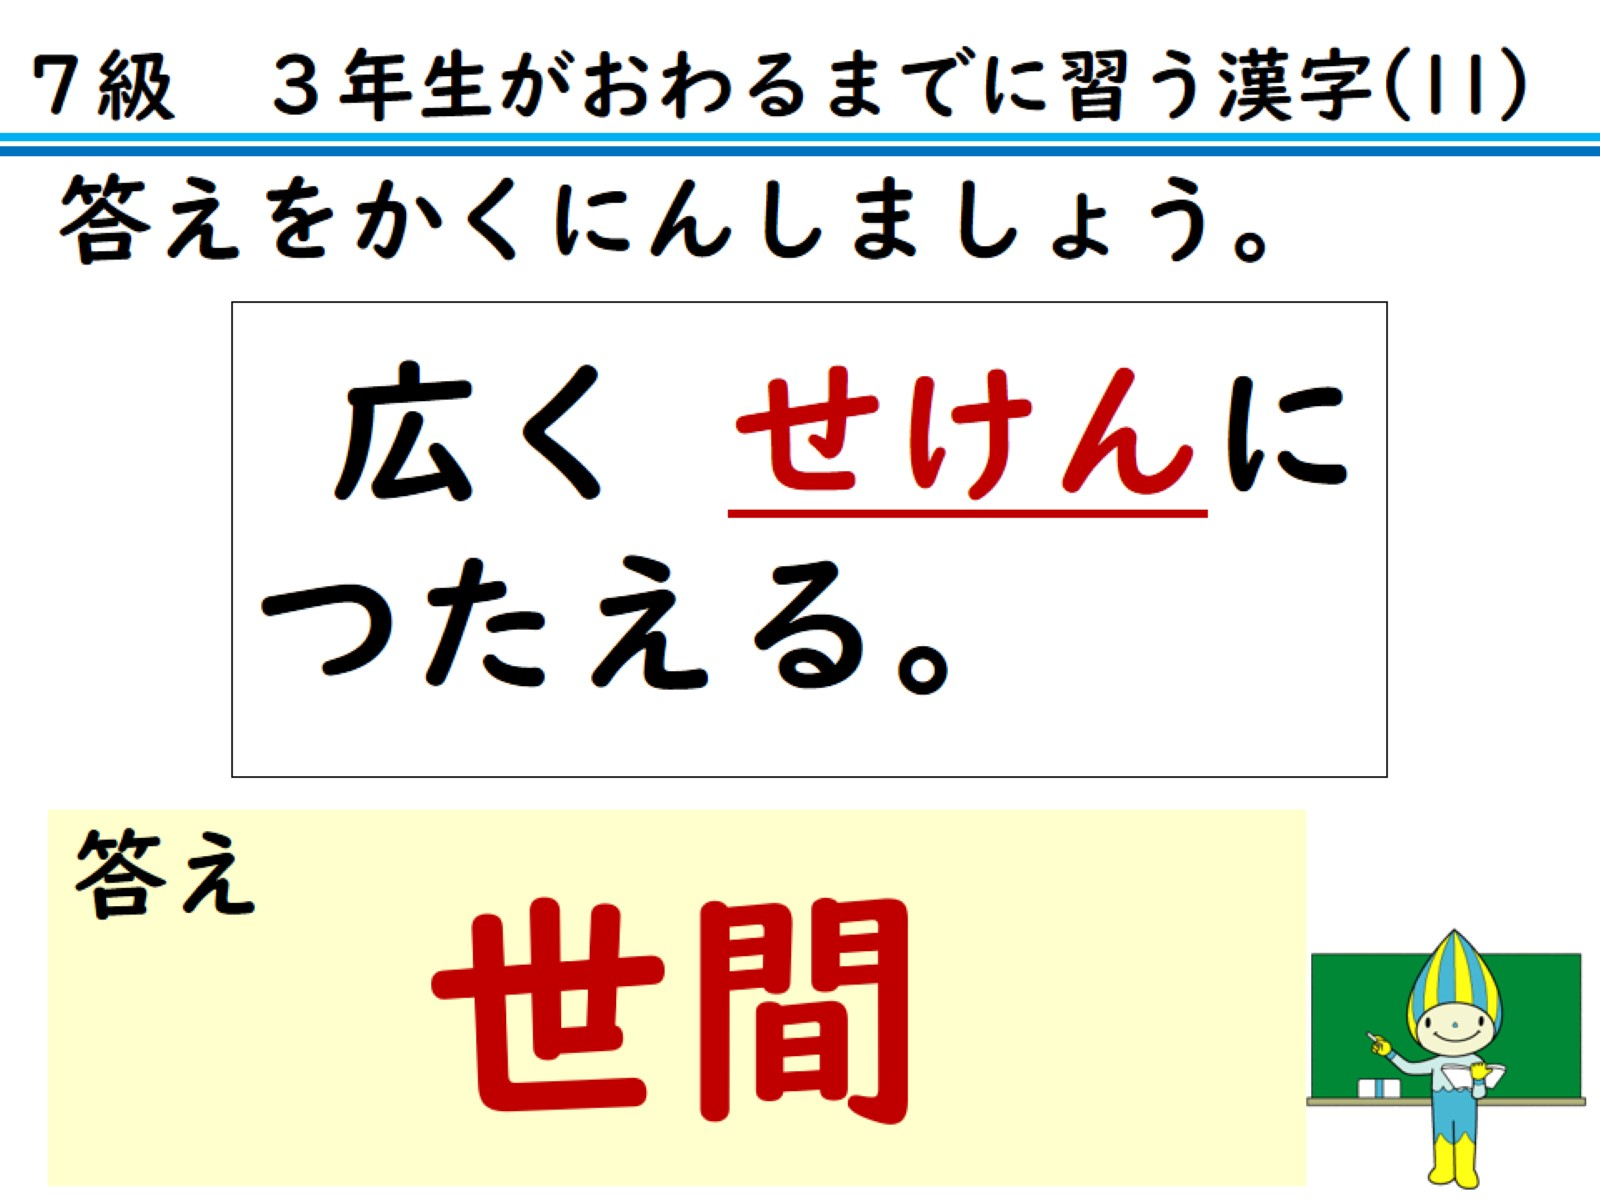 ７級　３年生がおわるまでに習う漢字(11)
答えをかくにんしましょう。
広く　せけんに
つたえる。
答え
世間